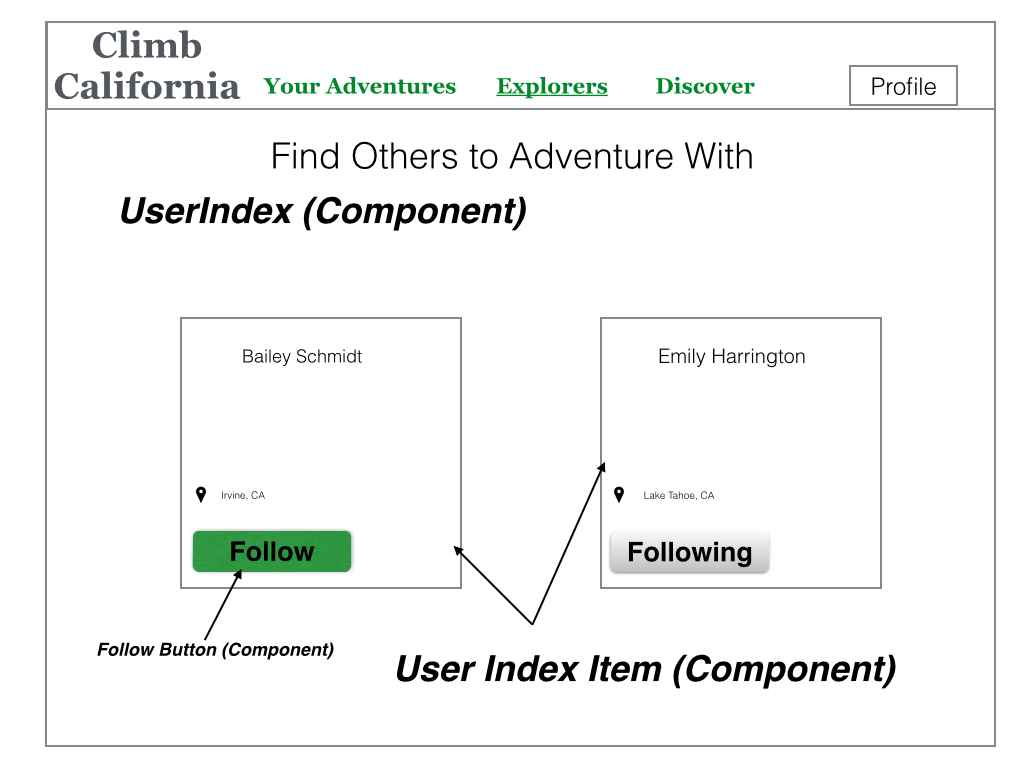 Climb
California
Your Adventures Explorers Discover Profile
Find Others to Adventure With
UserIndex (Component)
Bailey Schmidt
Emily Harrington
Irvine, CA
Lake Tahoe, CA
Follow
Following
Follow Button (Component)
User Index Item (Component)